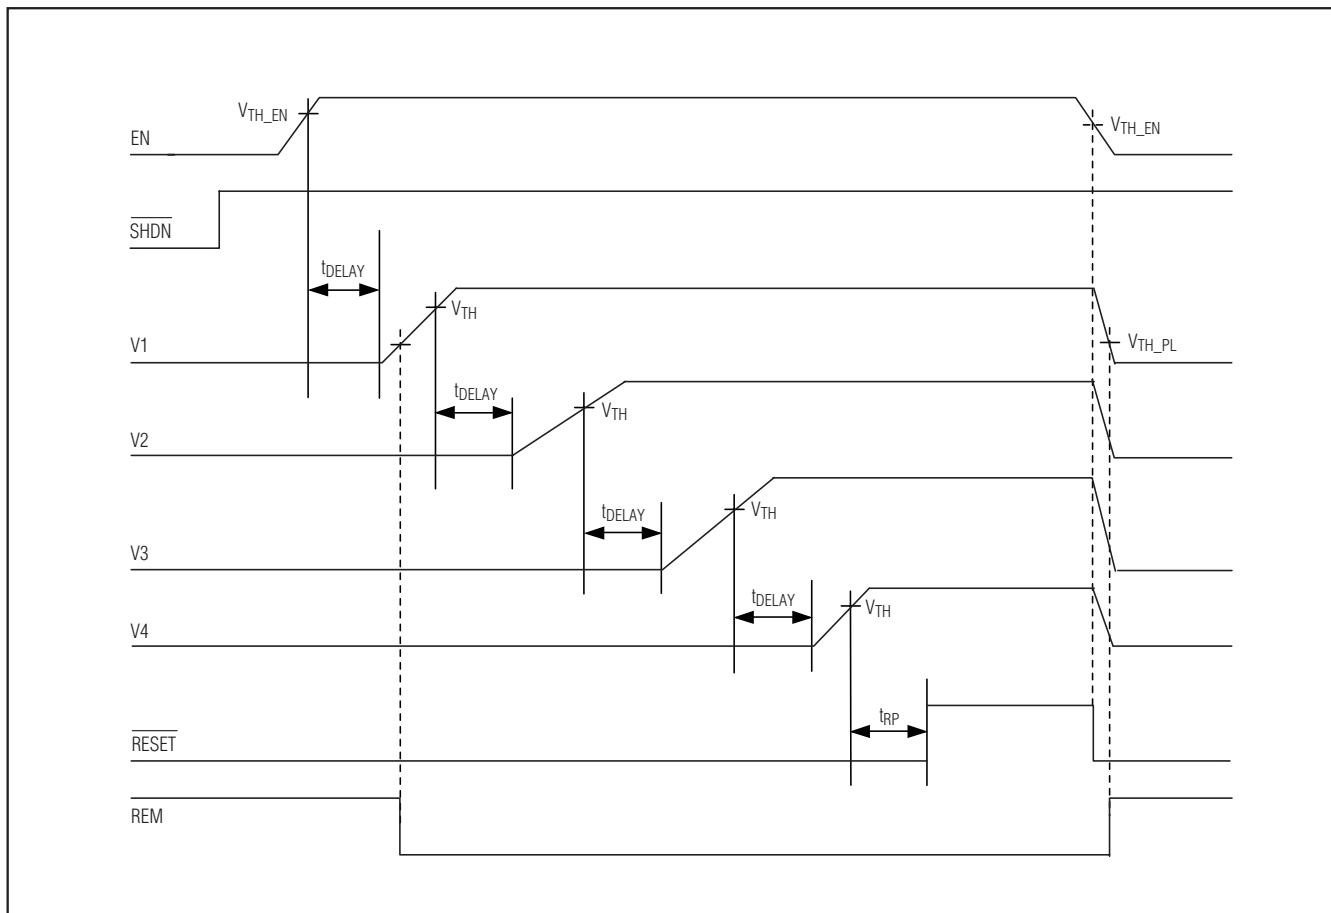 V_TH_EN
EN
V_TH_EN
SHDN
t_DELAY
V_TH
V1
V_TH_PL
t_DELAY
V_TH
V2
V_TH
t_DELAY
V3
t_DELAY
V_TH
V4
t_RP
RESET
REM